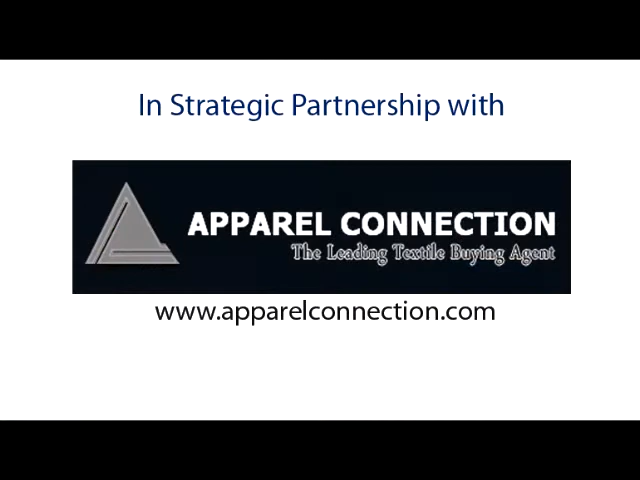 In Strategic Partnership with
APPAREL CONNECTION
The Leading Textile Buying Agent
www.apparelconnection.com